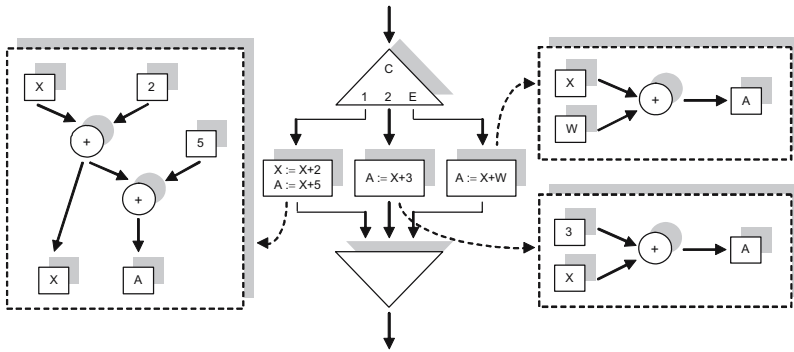 X
2
+
5
+
X
A
C
1 2 E
X := X+2
A := X+5
A := X+3
A := X+W
X
W
+
A
3
X
+
A